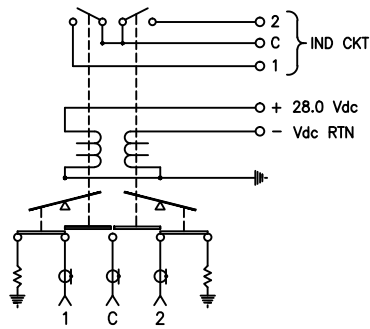 2
C IND CKT
1
+ 28.0 Vdc
- Vdc RTN
1 C 2